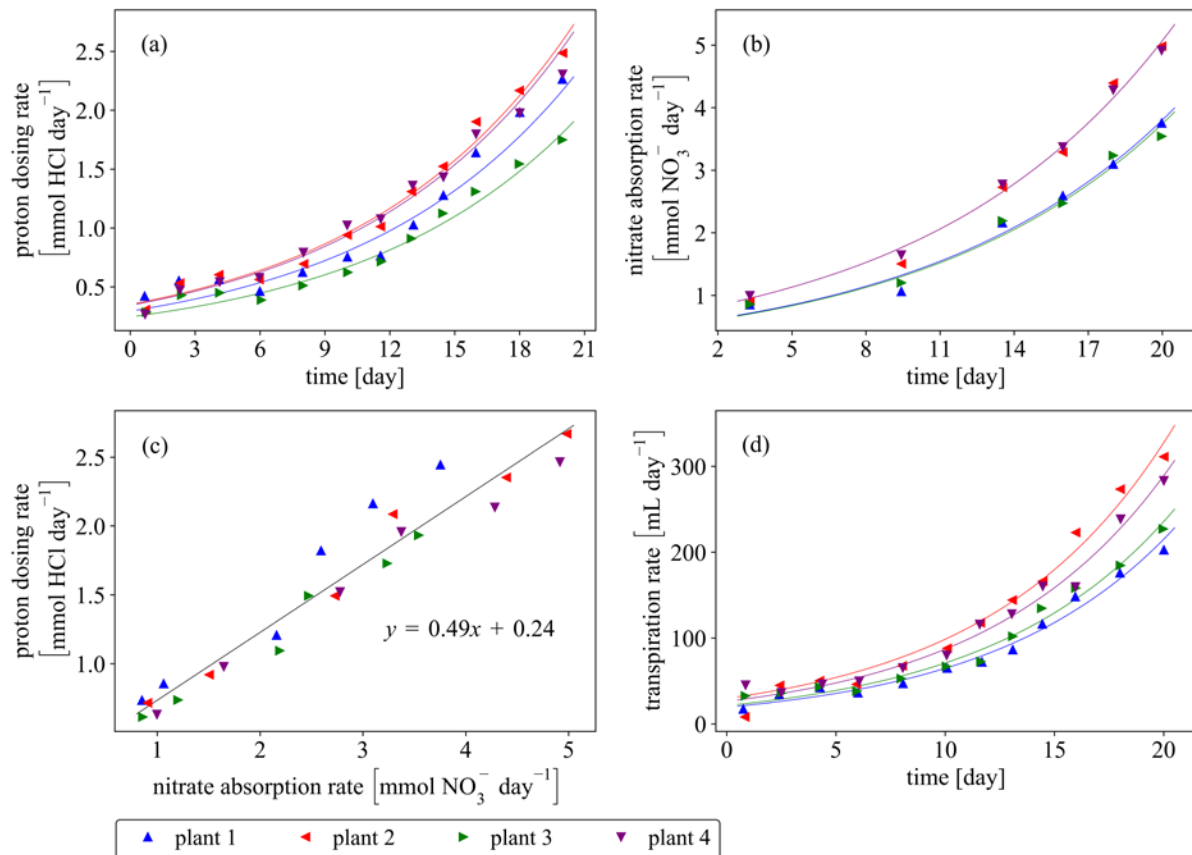 (a)
proton dosing rate
[mmol HCl day⁻¹]
2.5
2.0
1.5
1.0
0.5
0 3 6 9 12 15 18 21
time [day]
(b)
nitrate absorption rate
[mmol NO₃⁻ day⁻¹]
5
4
3
2
1
2 5 8 11 14 17 20
time [day]
(c)
proton dosing rate
[mmol HCl day⁻¹]
2.5
2.0
1.5
1.0
y = 0.49x + 0.24
1 2 3 4 5
nitrate absorption rate [mmol NO₃⁻ day⁻¹]
(d)
transpiration rate [mL day⁻¹]
300
200
100
0
0 5 10 15 20
time [day]
plant 1 plant 2 plant 3 plant 4